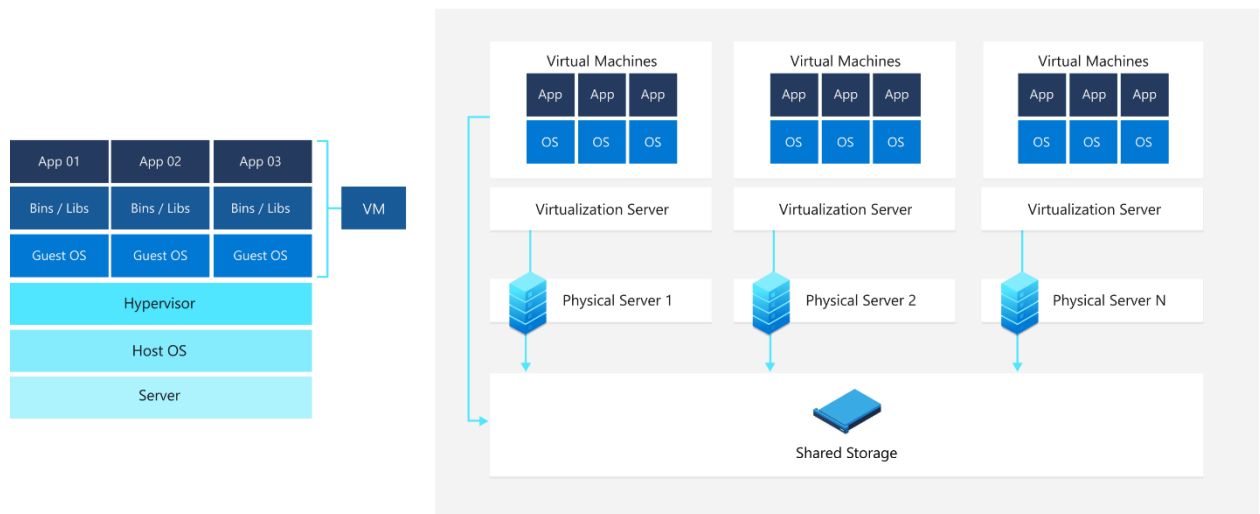 App 01 App 02 App 03
Bins / Libs Bins / Libs Bins / Libs
VM
Guest OS Guest OS Guest OS
Hypervisor
Host OS
Server
Virtual Machines Virtual Machines Virtual Machines
App App App App App App App App App
OS OS OS OS OS OS OS OS OS
Virtualization Server Virtualization Server Virtualization Server
Physical Server 1 Physical Server 2 Physical Server N
Shared Storage